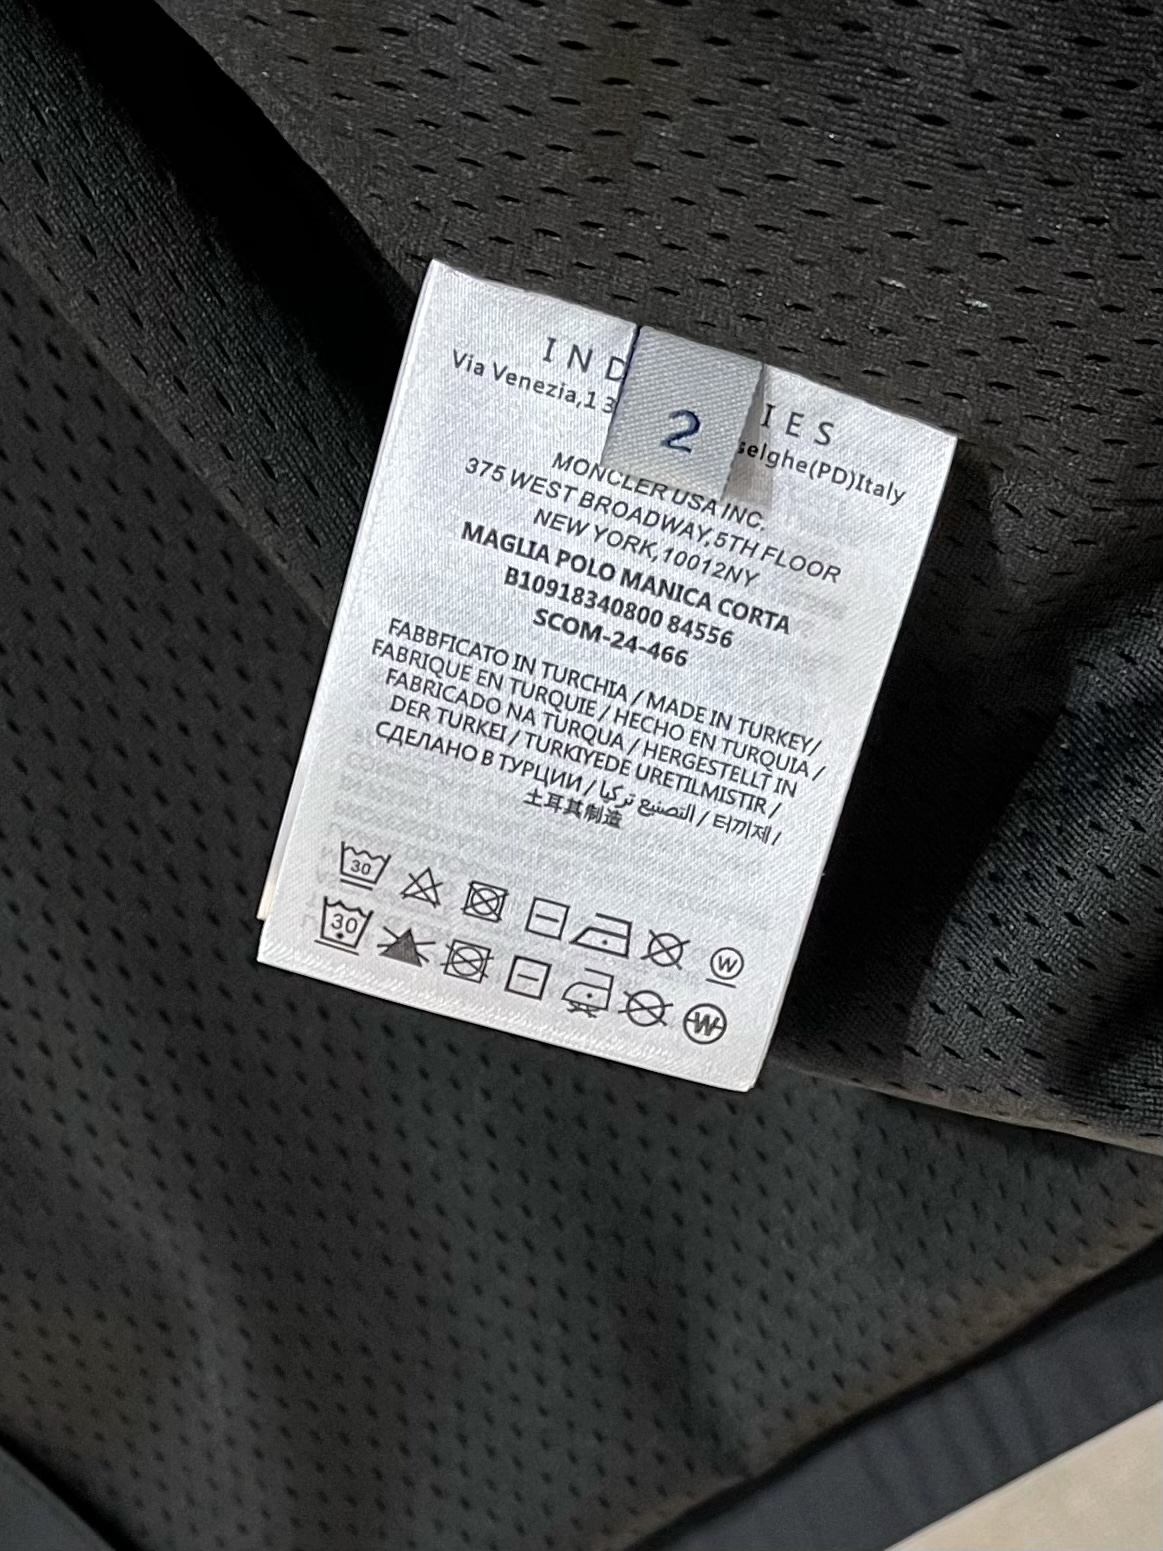 IND IES
Via Venezia,1 3 selghe(PD)Italy
2
MONCLER USA INC.
375 WEST BROADWAY,5TH FLOOR
NEW YORK,10012NY
MAGLIA POLO MANICA CORTA
B10918340800 84556
SCOM-24-466
FABBFICATO IN TURCHIA / MADE IN TURKEY/
FABRIQUE EN TURQUIE / HECHO EN TURQUIA /
FABRICADO NA TURQUA / HERGESTELLT IN
DER TURKEI / TURKIYEDE URETILMISTIR /
СДЕЛАНО В ТУРЦИИ / التصنيع تركيا / 터끼제 /
土耳其制造
30 W
30 W